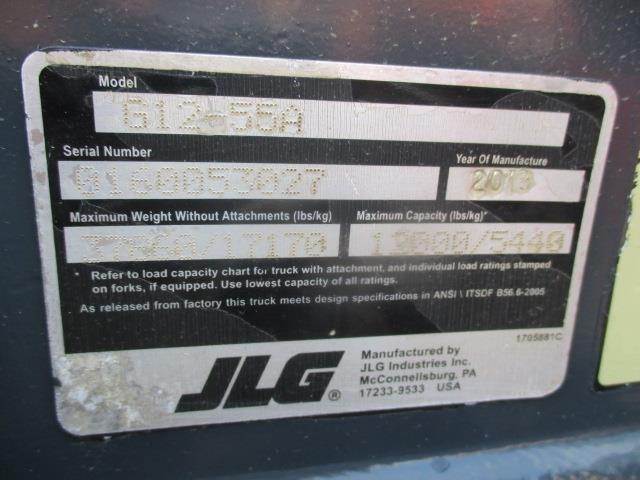 Model
G12-55A
Serial Number
0160053027
Year Of Manufacture
2013
Maximum Weight Without Attachments (lbs/kg)
Maximum Capacity (lbs/kg)*
/17170
/5440
* Refer to load capacity chart for truck with attachment, and individual load ratings stamped
on forks, if equipped. Use lowest capacity of all ratings.
As released from factory this truck meets design specifications in ANSI \ ITSDF B56.6-2005
1705881C
JLG®
Manufactured by
JLG Industries Inc.
McConnellsburg, PA
17233-9533 USA